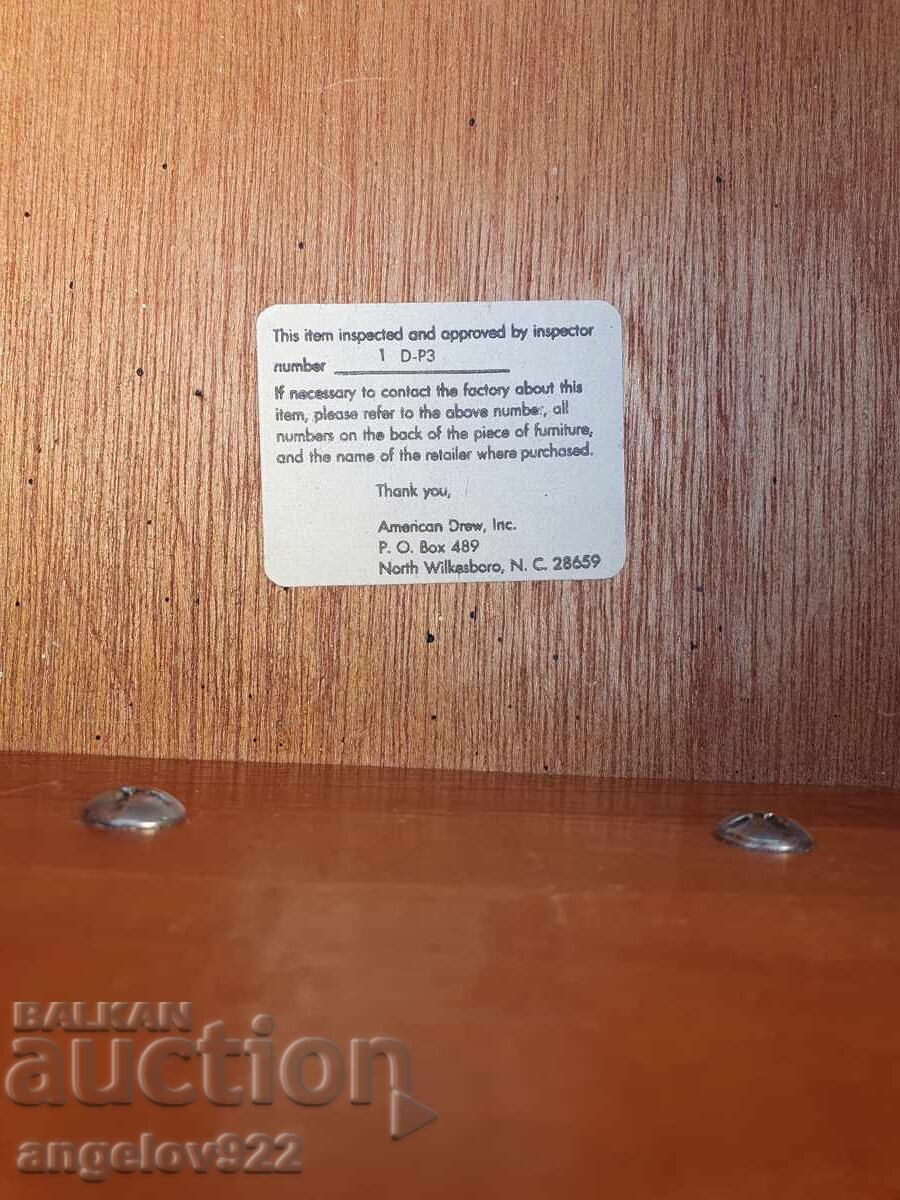 This item inspected and approved by inspector
number 1 D-P3
If necessary to contact the factory about this
item, please refer to the above number, all
numbers on the back of the piece of furniture,
and the name of the retailer where purchased.
Thank you,
American Drew, Inc.
P. O. Box 489
North Wilkesboro, N. C. 28659
BALKAN
auction
angelov922